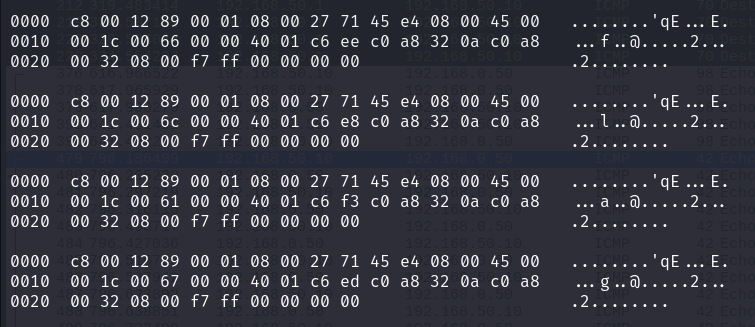 0000 c8 00 12 89 00 01 08 00 27 71 45 e4 08 00 45 00 ........'qE...E.
0010 00 1c 00 66 00 00 40 01 c6 ee c0 a8 32 0a c0 a8 ...f..@.....2...
0020 00 32 08 00 f7 ff 00 00 00 00 .2........
0000 c8 00 12 89 00 01 08 00 27 71 45 e4 08 00 45 00 ........'qE...E.
0010 00 1c 00 6c 00 00 40 01 c6 e8 c0 a8 32 0a c0 a8 ...l..@.....2...
0020 00 32 08 00 f7 ff 00 00 00 00 .2........
0000 c8 00 12 89 00 01 08 00 27 71 45 e4 08 00 45 00 ........'qE...E.
0010 00 1c 00 61 00 00 40 01 c6 f3 c0 a8 32 0a c0 a8 ...a..@.....2...
0020 00 32 08 00 f7 ff 00 00 00 00 .2........
0000 c8 00 12 89 00 01 08 00 27 71 45 e4 08 00 45 00 ........'qE...E.
0010 00 1c 00 67 00 00 40 01 c6 ed c0 a8 32 0a c0 a8 ...g..@.....2...
0020 00 32 08 00 f7 ff 00 00 00 00 .2........